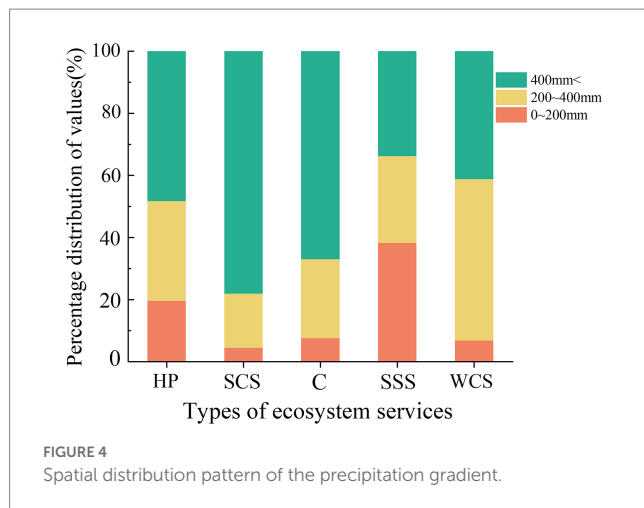 100
80
60
40
20
0
Percentage distribution of values(%)
400mm<
200~400mm
0~200mm
HP SCS C SSS WCS
Types of ecosystem services
FIGURE 4
Spatial distribution pattern of the precipitation gradient.